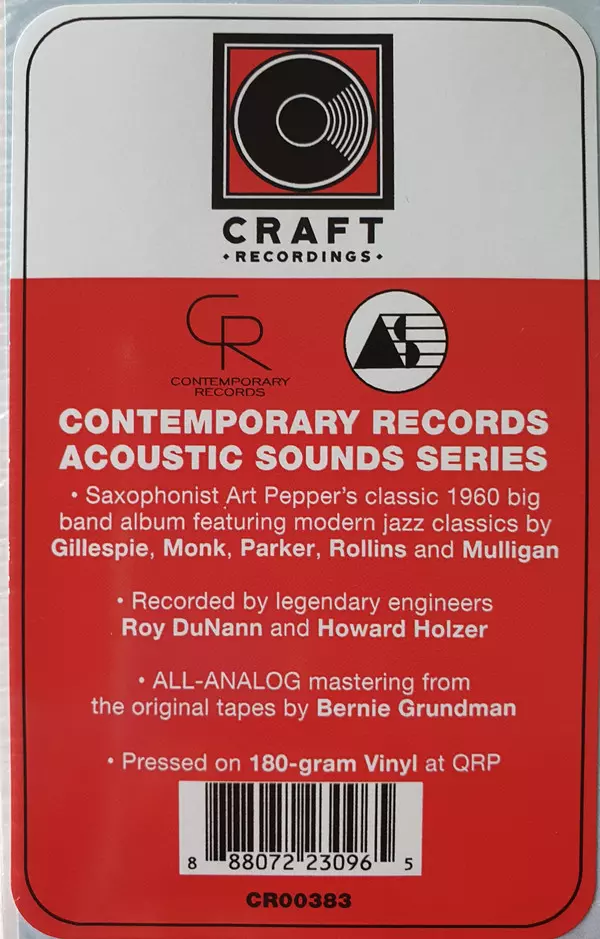 CRAFT
• RECORDINGS •
CR
CONTEMPORARY
RECORDS
AS
CONTEMPORARY RECORDS
ACOUSTIC SOUNDS SERIES
• Saxophonist Art Pepper's classic 1960 big
band album featuring modern jazz classics by
Gillespie, Monk, Parker, Rollins and Mulligan
• Recorded by legendary engineers
Roy DuNann and Howard Holzer
• ALL-ANALOG mastering from
the original tapes by Bernie Grundman
• Pressed on 180-gram Vinyl at QRP
8 88072 23096 5
CR00383